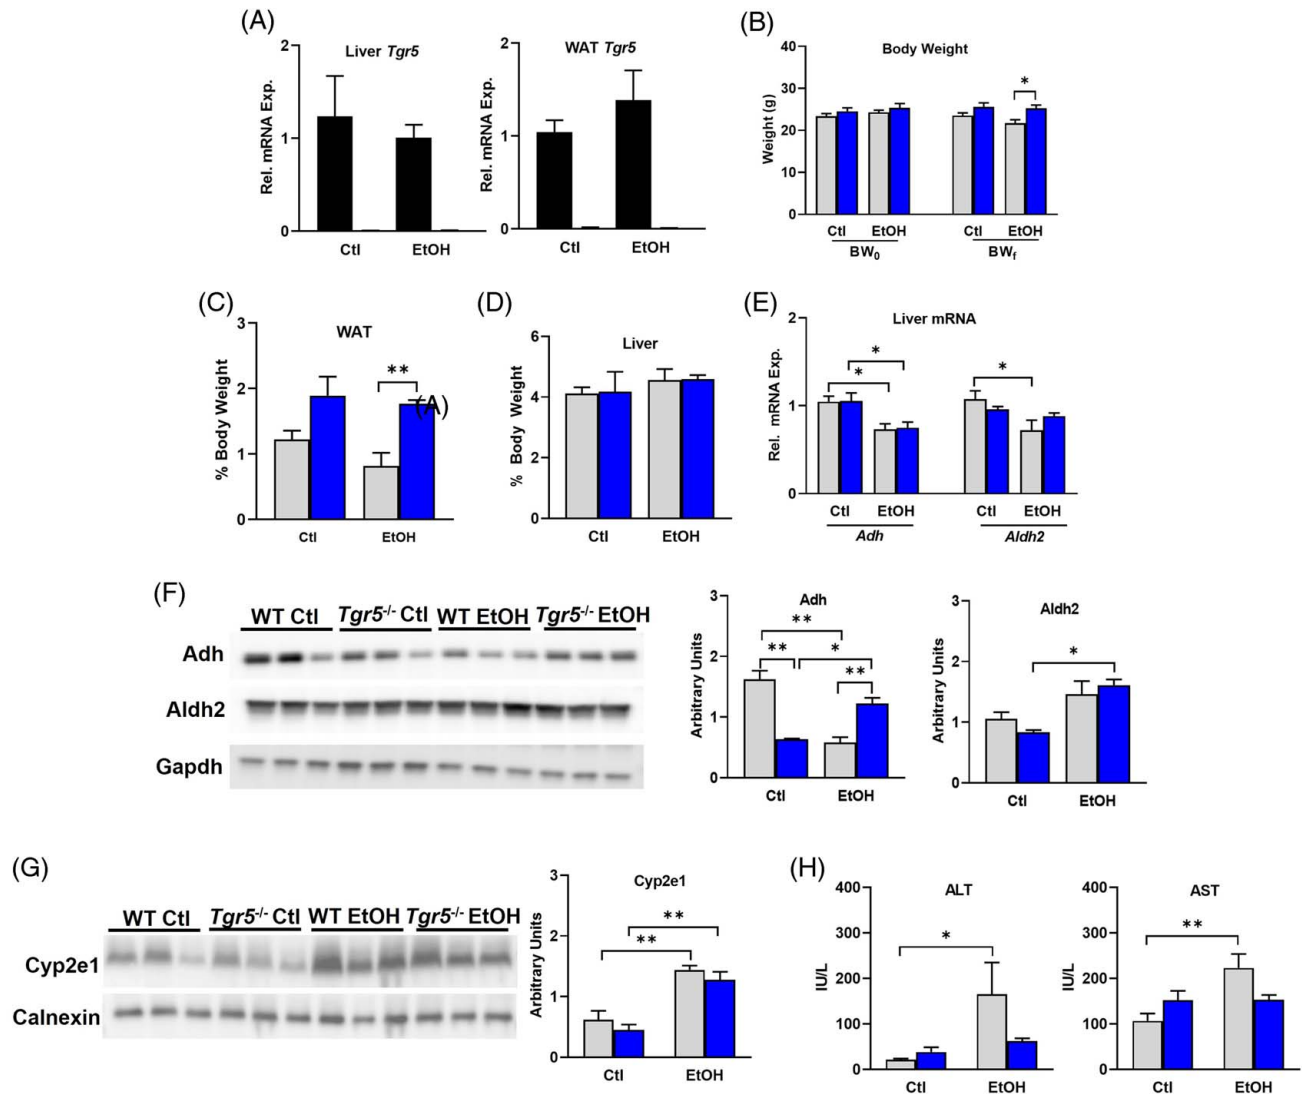 (A)
Liver Tgr5
Rel. mRNA Exp.
2
1
0
Ctl EtOH
WAT Tgr5
Rel. mRNA Exp.
2
1
0
Ctl EtOH
(B)
Body Weight
Weight (g)
40
30
20
10
0
*
Ctl EtOH Ctl EtOH
BW0 BWf
(C)
WAT
% Body Weight
3
2
1
0
**
(A)
Ctl EtOH
(D)
Liver
% Body Weight
6
4
2
0
Ctl EtOH
(E)
Liver mRNA
Rel. mRNA Exp.
2
1
0
*
*
*
Ctl EtOH Ctl EtOH
Adh Aldh2
(F)
WT Ctl Tgr5-/- Ctl WT EtOH Tgr5-/- EtOH
Adh
Aldh2
Gapdh
Adh
Arbitrary Units
3
2
1
0
**
** *
**
Ctl EtOH
Aldh2
Arbitrary Units
3
2
1
0
*
Ctl EtOH
(G)
WT Ctl Tgr5-/- Ctl WT EtOH Tgr5-/- EtOH
Cyp2e1
Calnexin
Cyp2e1
Arbitrary Units
3
2
1
0
**
**
Ctl EtOH
(H)
ALT
IU/L
400
300
200
100
0
*
Ctl EtOH
AST
IU/L
400
300
200
100
0
**
Ctl EtOH